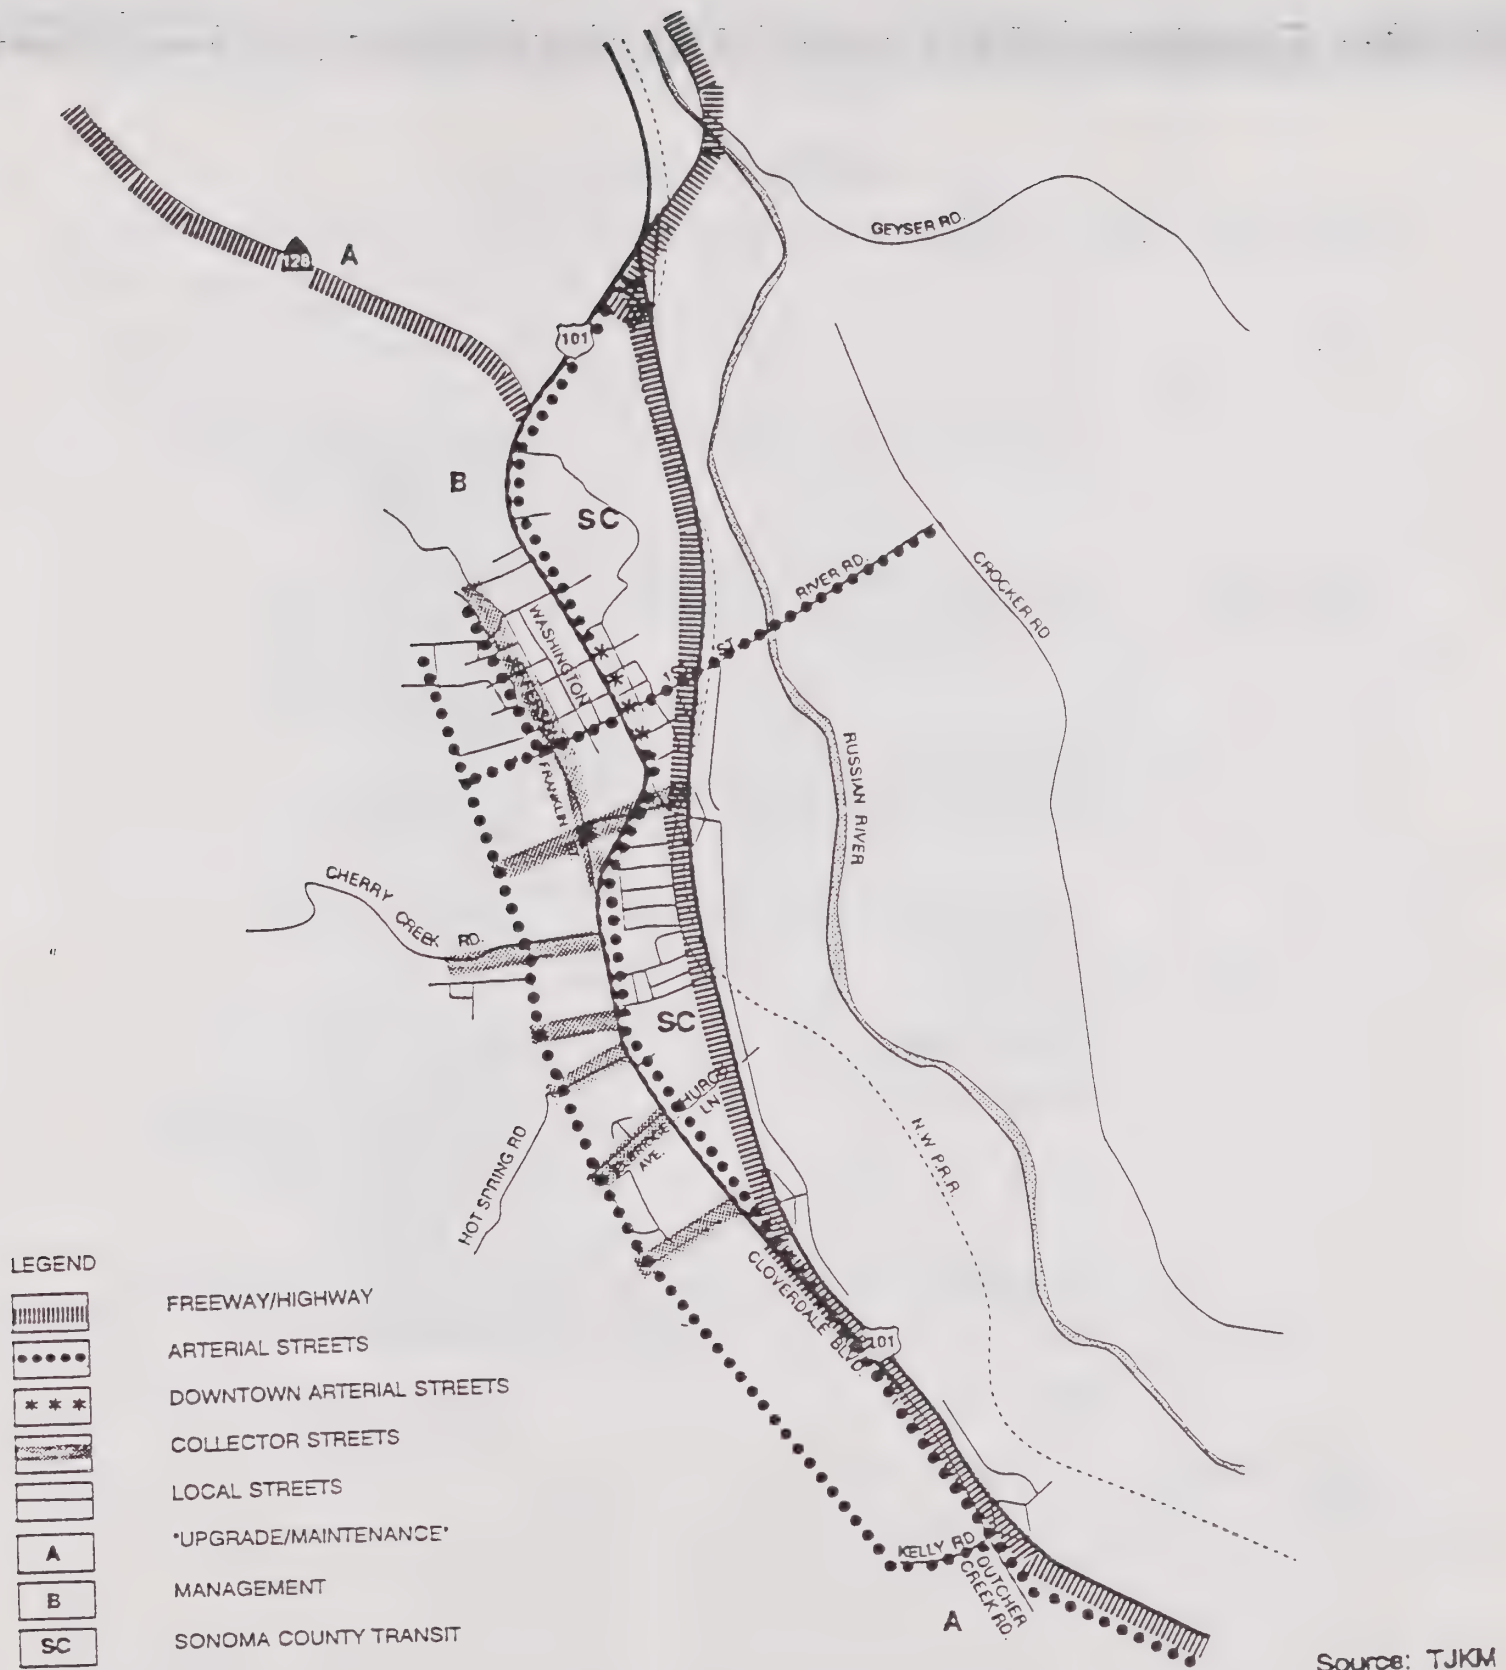 GEYSER RD.
128
A
101
B
SC
CROCKER RD
RIVER RD.
ST
WASHINGTON
RUSSIAN RIVER
FRANKLIN
CHERRY CREEK RD.
SC
LN
AVE.
N.W.P.R.R.
HOT SPRING RD
CLOVERDALE BLVD.
101
KELLY RD
DUTCHER
CREEK RD.
A
LEGEND
FREEWAY/HIGHWAY
ARTERIAL STREETS
* * * DOWNTOWN ARTERIAL STREETS
COLLECTOR STREETS
LOCAL STREETS
A "UPGRADE/MAINTENANCE"
B MANAGEMENT
SC SONOMA COUNTY TRANSIT
Source: TJKM